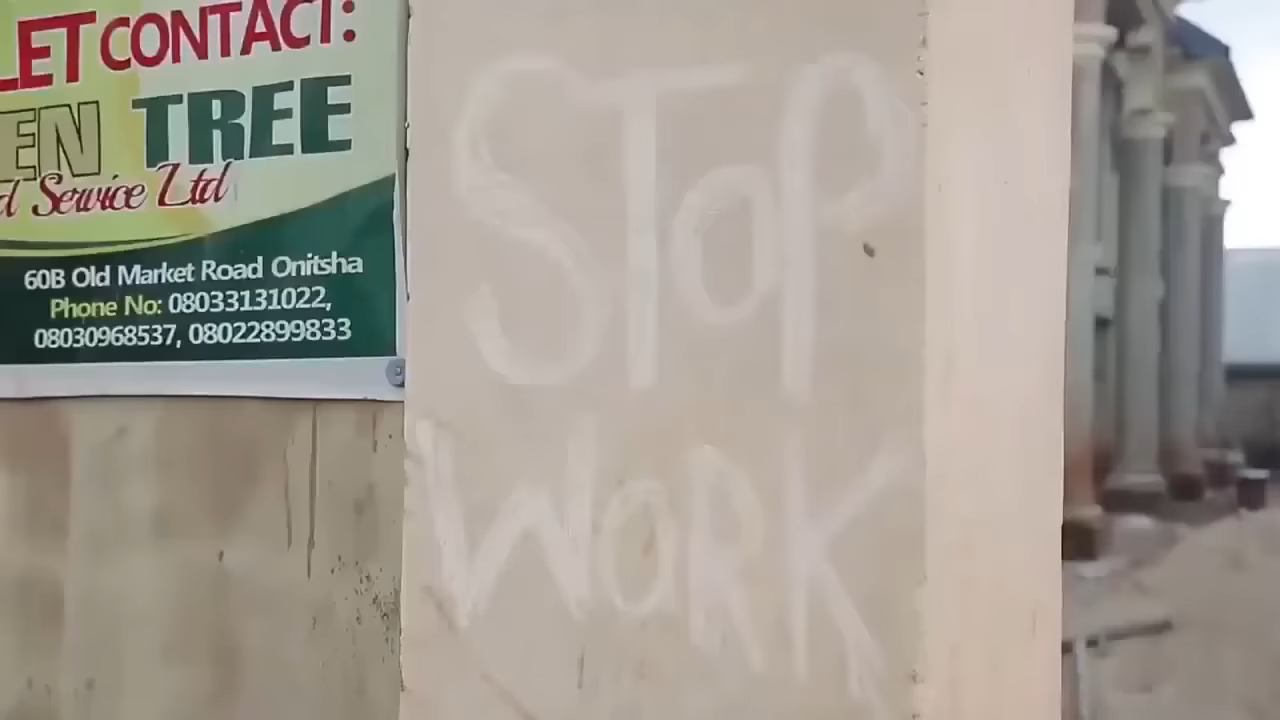 LET CONTACT:
EN TREE
d Service Ltd
60B Old Market Road Onitsha
Phone No: 08033131022,
08030968537, 08022899833
SToP
WORK